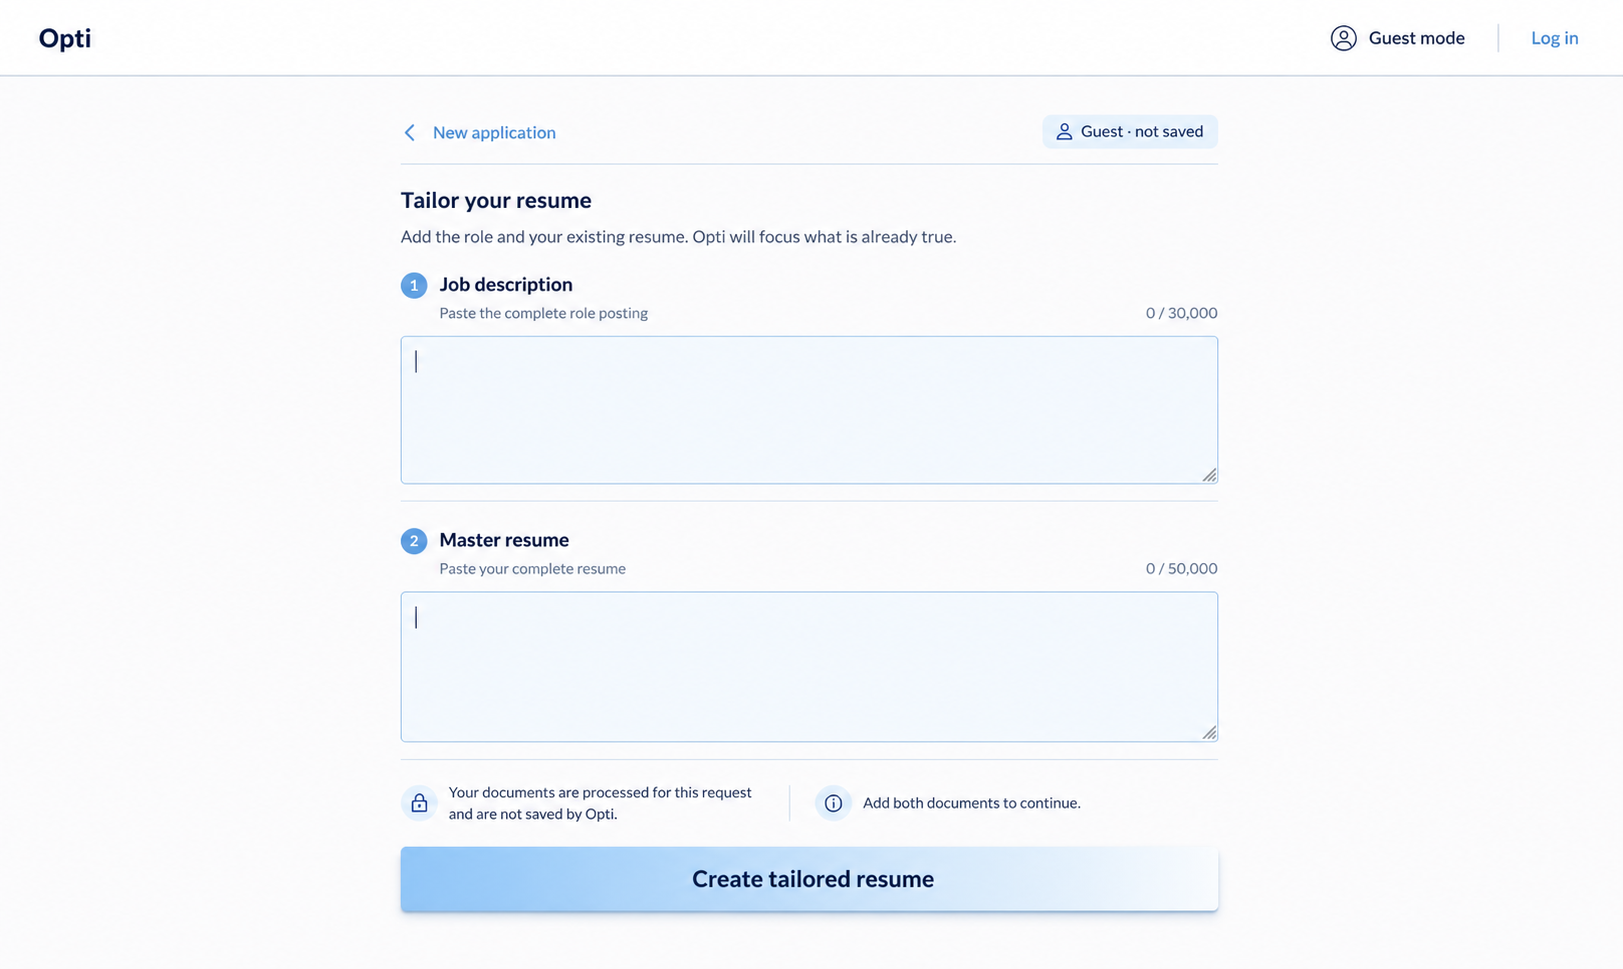 Opti
Guest mode
Log in
New application
Guest · not saved
Tailor your resume
Add the role and your existing resume. Opti will focus what is already true.
1 Job description
Paste the complete role posting
0 / 30,000
2 Master resume
Paste your complete resume
0 / 50,000
Your documents are processed for this request
and are not saved by Opti.
Add both documents to continue.
Create tailored resume